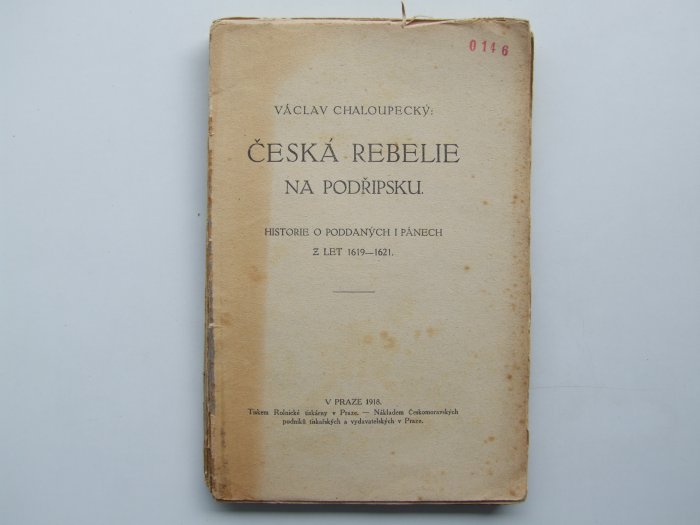 0146
VÁCLAV CHALOUPECKÝ:
ČESKÁ REBELIE
NA PODŘIPSKU.
HISTORIE O PODDANÝCH I PÁNECH
Z LET 1619—1621.
V PRAZE 1918.
Tiskem Rolnické tiskárny v Praze. — Nákladem Českomoravských
podniků tiskařských a vydavatelských v Praze.